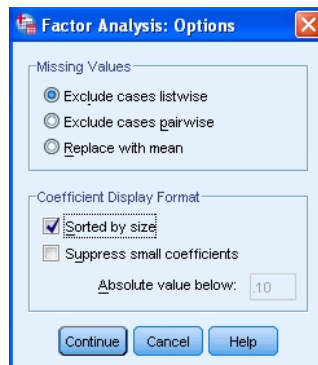 Factor Analysis: Options
Missing Values
Exclude cases listwise
Exclude cases pairwise
Replace with mean
Coefficient Display Format
Sorted by size
Suppress small coefficients
Absolute value below: .10
Continue Cancel Help